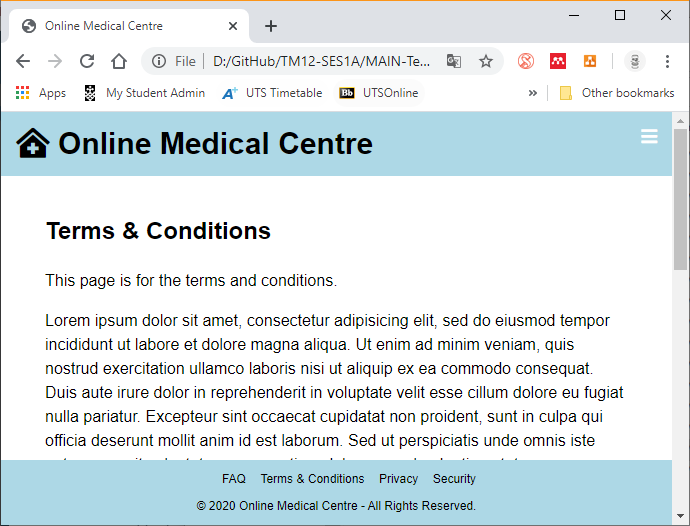 Online Medical Centre
File | D:/GitHub/TM12-SES1A/MAIN-Te...
Apps My Student Admin UTS Timetable Bb UTSOnline » Other bookmarks
Online Medical Centre
Terms & Conditions
This page is for the terms and conditions.
Lorem ipsum dolor sit amet, consectetur adipisicing elit, sed do eiusmod tempor
incididunt ut labore et dolore magna aliqua. Ut enim ad minim veniam, quis
nostrud exercitation ullamco laboris nisi ut aliquip ex ea commodo consequat.
Duis aute irure dolor in reprehenderit in voluptate velit esse cillum dolore eu fugiat
nulla pariatur. Excepteur sint occaecat cupidatat non proident, sunt in culpa qui
officia deserunt mollit anim id est laborum. Sed ut perspiciatis unde omnis iste
FAQ Terms & Conditions Privacy Security
© 2020 Online Medical Centre - All Rights Reserved.